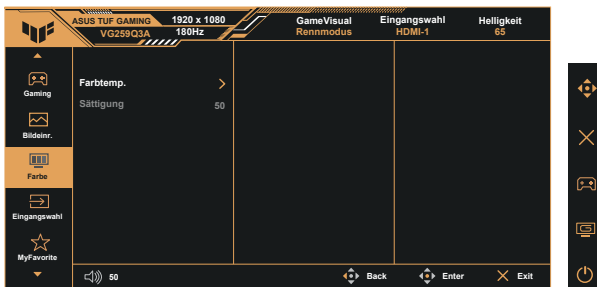 ASUS TUF GAMING 1920 x 1080 GameVisual Eingangswahl Helligkeit
VG259Q3A 180Hz Rennmodus HDMI-1 65
Gaming
Bildeinr.
Farbe
Eingangswahl
MyFavorite
Farbtemp.
Sättigung 50
50 Back Enter Exit